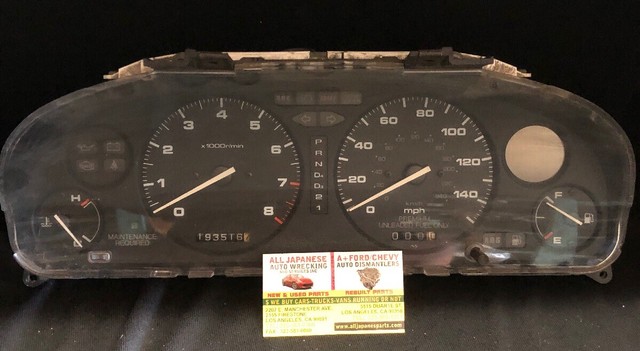 8
7
6
5
4
3
2
1
0
x1000r/min
193516
H
C
MAINTENANCE
REQUIRED
P
R
N
D4
D3
2
1
0
20
40
60
80
100
120
140
mph
UNLEADED FUEL ONLY
F
E
ALL JAPANESE
AUTO WRECKING
NEW & USED PARTS
A+FORD-CHEVY
AUTO DISMANTLERS
REBUILT PARTS
$ WE BUY CARS-TRUCKS-VANS RUNNING OR NOT
LOS ANGELES, CA
LOS ANGELES, CA
www.alljapaneseparts.com